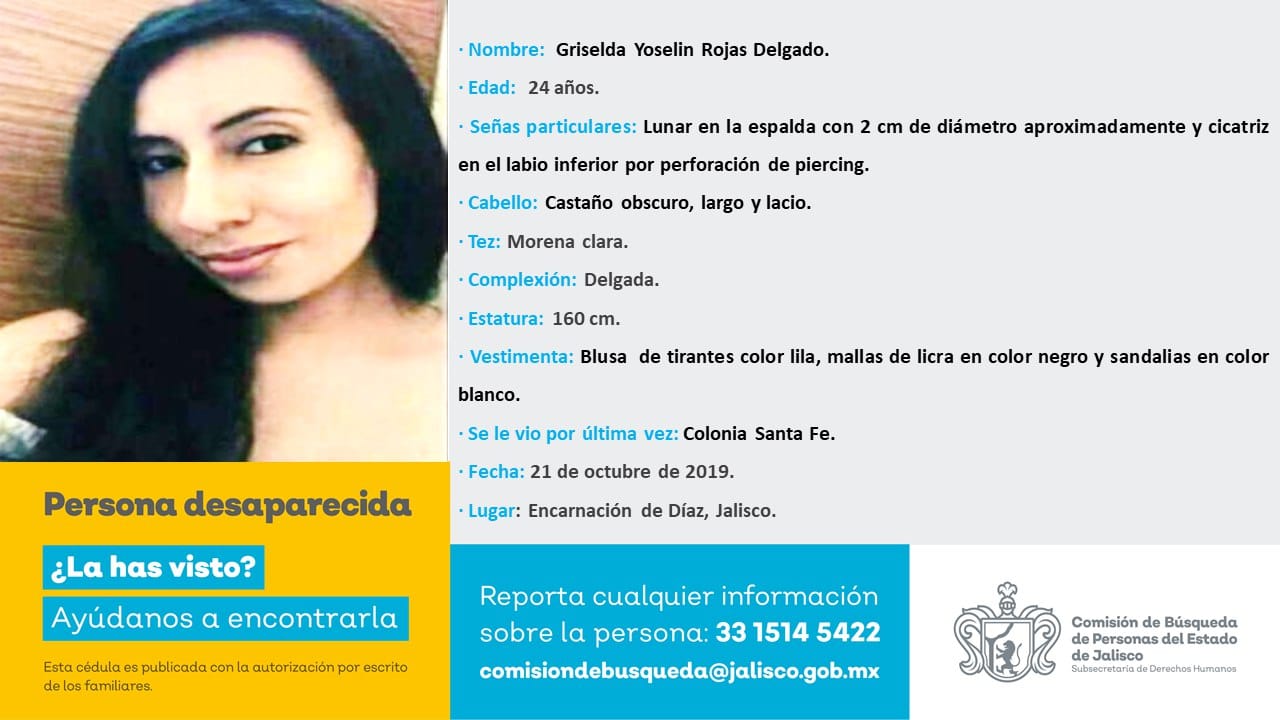 · Nombre: Griselda Yoselin Rojas Delgado.
· Edad: 24 años.
· Señas particulares: Lunar en la espalda con 2 cm de diámetro aproximadamente y cicatriz
en el labio inferior por perforación de piercing.
· Cabello: Castaño obscuro, largo y lacio.
· Tez: Morena clara.
· Complexión: Delgada.
· Estatura: 160 cm.
· Vestimenta: Blusa de tirantes color lila, mallas de licra en color negro y sandalias en color
blanco.
· Se le vio por última vez: Colonia Santa Fe.
· Fecha: 21 de octubre de 2019.
· Lugar: Encarnación de Díaz, Jalisco.
Persona desaparecida
¿La has visto?
Ayúdanos a encontrarla
Esta cédula es publicada con la autorización por escrito
de los familiares.
Reporta cualquier información
sobre la persona: 33 1514 5422
comisiondebusqueda@jalisco.gob.mx
Comisión de Búsqueda
de Personas del Estado
de Jalisco
Subsecretaría de Derechos Humanos